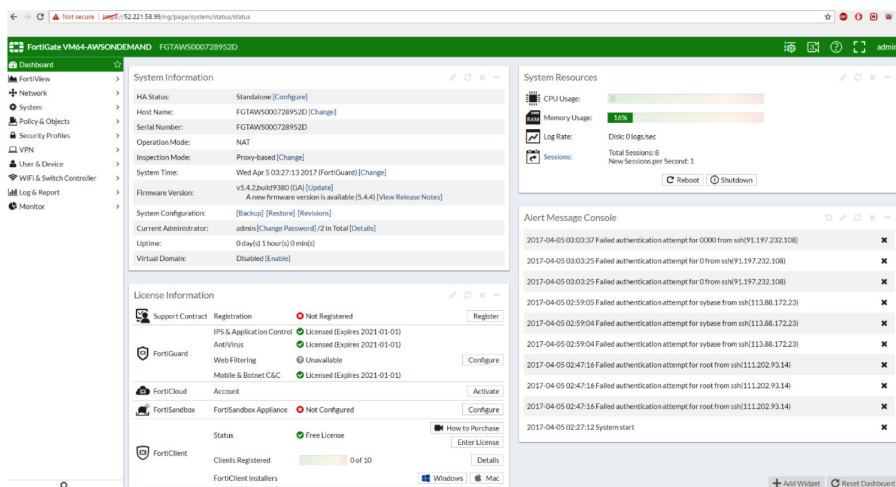 Not secure | https://52.221.58.99/ng/page/system/status/status
FortiGate VM64-AWSONDEMAND FGTAWS000728952D
admin
Dashboard
FortiView
Network
System
Policy & Objects
Security Profiles
VPN
User & Device
WiFi & Switch Controller
Log & Report
Monitor
System Information
HA Status: Standalone [Configure]
Host Name: FGTAWS000728952D [Change]
Serial Number: FGTAWS000728952D
Operation Mode: NAT
Inspection Mode: Proxy-based [Change]
System Time: Wed Apr 5 03:27:13 2017 (FortiGuard) [Change]
Firmware Version: v5.4.2,build9380 (GA) [Update]
A new firmware version is available (5.4.4) [View Release Notes]
System Configuration: [Backup] [Restore] [Revisions]
Current Administrator: admin [Change Password] /2 in Total [Details]
Uptime: 0 day(s) 1 hour(s) 0 min(s)
Virtual Domain: Disabled [Enable]
License Information
Support Contract Registration Not Registered Register
FortiGuard
IPS & Application Control Licensed (Expires 2021-01-01)
AntiVirus Licensed (Expires 2021-01-01)
Web Filtering Unavailable Configure
Mobile & Botnet C&C Licensed (Expires 2021-01-01)
FortiCloud Account Activate
FortiSandbox FortiSandbox Appliance Not Configured Configure
FortiClient
Status Free License How to Purchase
Enter License
Clients Registered 0 of 10 Details
FortiClient Installers Windows Mac
System Resources
CPU Usage:
RAM Memory Usage: 16%
Log Rate: Disk: 0 logs/sec
Sessions: Total Sessions: 8
New Sessions per Second: 1
Reboot Shutdown
Alert Message Console
2017-04-05 03:03:37 Failed authentication attempt for 0000 from ssh(91.197.232.108)
2017-04-05 03:03:25 Failed authentication attempt for 0 from ssh(91.197.232.108)
2017-04-05 03:03:25 Failed authentication attempt for 0 from ssh(91.197.232.108)
2017-04-05 02:59:05 Failed authentication attempt for sybase from ssh(113.88.172.23)
2017-04-05 02:59:04 Failed authentication attempt for sybase from ssh(113.88.172.23)
2017-04-05 02:59:04 Failed authentication attempt for sybase from ssh(113.88.172.23)
2017-04-05 02:47:16 Failed authentication attempt for root from ssh(111.202.93.14)
2017-04-05 02:47:16 Failed authentication attempt for root from ssh(111.202.93.14)
2017-04-05 02:47:16 Failed authentication attempt for root from ssh(111.202.93.14)
2017-04-05 02:27:12 System start
Add Widget Reset Dashboard